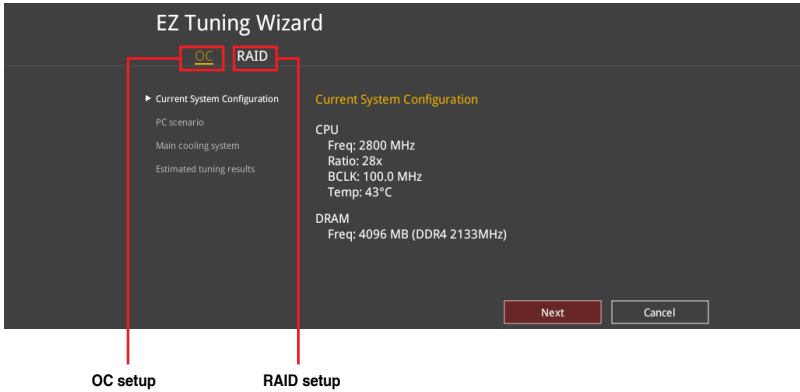 EZ Tuning Wizard
OC RAID
Current System Configuration
PC scenario
Main cooling system
Estimated tuning results
Current System Configuration
CPU
Freq: 2800 MHz
Ratio: 28x
BCLK: 100.0 MHz
Temp: 43°C
DRAM
Freq: 4096 MB (DDR4 2133MHz)
Next Cancel
OC setup RAID setup